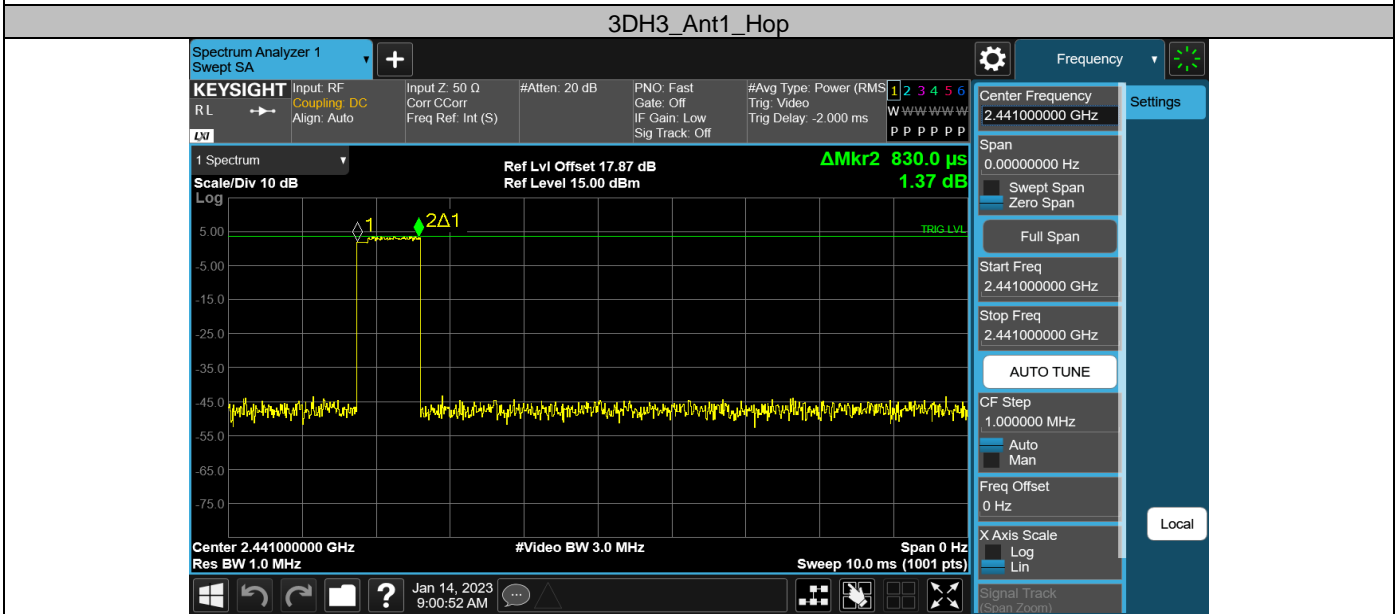 3DH3_Ant1_Hop
Spectrum Analyzer 1
Swept SA
Frequency
KEYSIGHT
RL
LXI
Input: RF
Coupling: DC
Align: Auto
Input Z: 50 Ω
Corr CCorr
Freq Ref: Int (S)
#Atten: 20 dB
PNO: Fast
Gate: Off
IF Gain: Low
Sig Track: Off
#Avg Type: Power (RMS
Trig: Video
Trig Delay: -2.000 ms
1 2 3 4 5 6
W W W W W W
P P P P P P
1 Spectrum
Scale/Div 10 dB
Log
Ref Lvl Offset 17.87 dB
Ref Level 15.00 dBm
ΔMkr2 830.0 µs
1.37 dB
1
2Δ1
TRIG LVL
5.00
-5.00
-15.0
-25.0
-35.0
-45.0
-55.0
-65.0
-75.0
Center 2.441000000 GHz
Res BW 1.0 MHz
#Video BW 3.0 MHz
Span 0 Hz
Sweep 10.0 ms (1001 pts)
Center Frequency
2.441000000 GHz
Settings
Span
0.00000000 Hz
Swept Span
Zero Span
Full Span
Start Freq
2.441000000 GHz
Stop Freq
2.441000000 GHz
AUTO TUNE
CF Step
1.000000 MHz
Auto
Man
Freq Offset
0 Hz
X Axis Scale
Log
Lin
Local
Signal Track
(Span Zoom)
?
Jan 14, 2023
9:00:52 AM